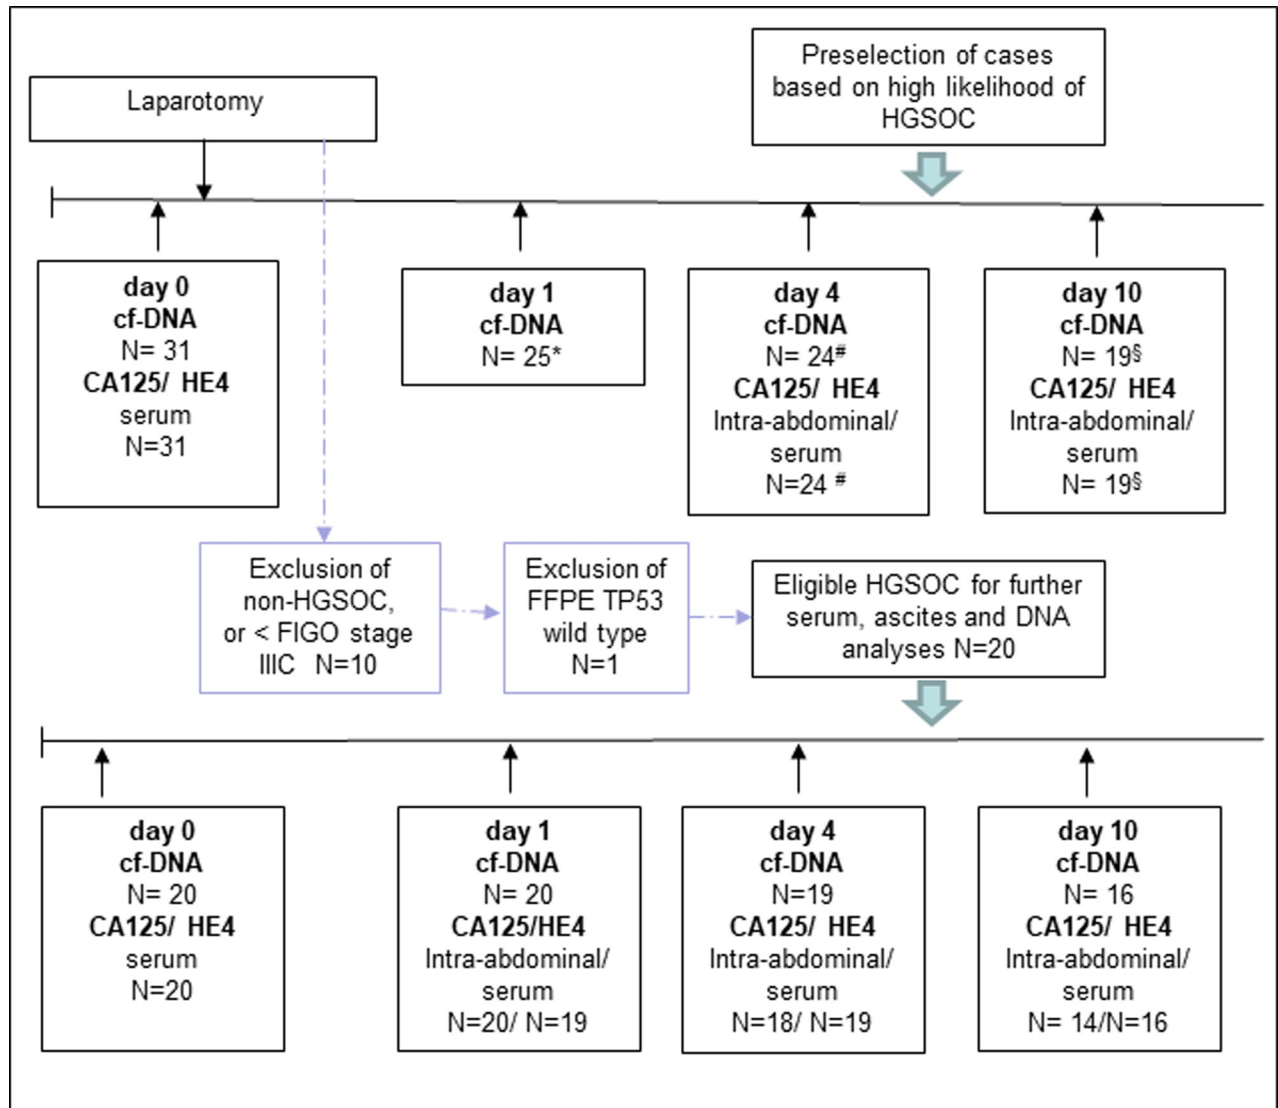 Laparotomy
Preselection of cases
based on high likelihood of
HGSOC
day 0
cf-DNA
N= 31
CA125/ HE4
serum
N=31
day 1
cf-DNA
N= 25*
day 4
cf-DNA
N= 24#
CA125/ HE4
Intra-abdominal/
serum
N=24 #
day 10
cf-DNA
N= 19§
CA125/ HE4
Intra-abdominal/
serum
N= 19§
Exclusion of
non-HGSOC,
or < FIGO stage
IIIC N=10
Exclusion of
FFPE TP53
wild type
N=1
Eligible HGSOC for further
serum, ascites and DNA
analyses N=20
day 0
cf-DNA
N= 20
CA125/ HE4
serum
N=20
day 1
cf-DNA
N= 20
CA125/HE4
Intra-abdominal/
serum
N=20/ N=19
day 4
cf-DNA
N=19
CA125/ HE4
Intra-abdominal/
serum
N=18/ N=19
day 10
cf-DNA
N= 16
CA125/ HE4
Intra-abdominal/
serum
N= 14/N=16